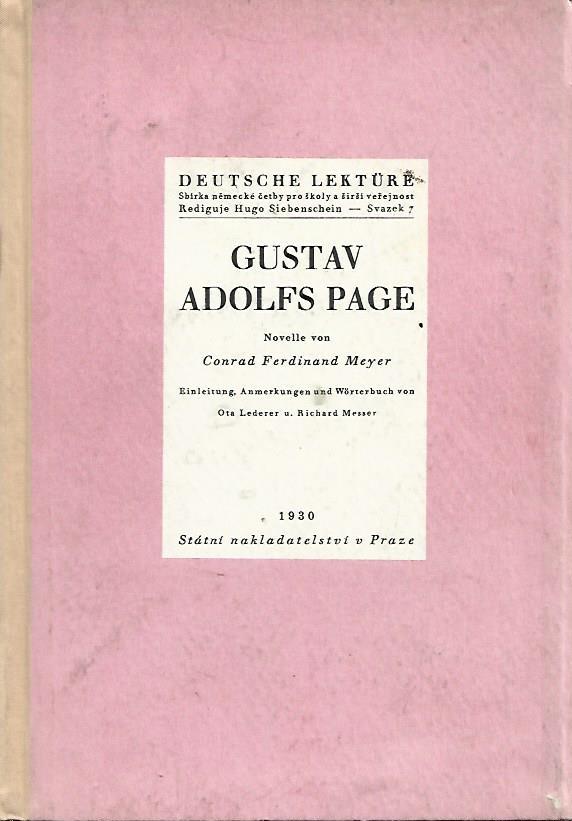 DEUTSCHE LEKTÜRE
Sbírka německé četby pro školy a širší veřejnost
Rediguje Hugo Siebenschein — Svazek 7
GUSTAV
ADOLFS PAGE
Novelle von
Conrad Ferdinand Meyer
Einleitung, Anmerkungen und Wörterbuch von
Ota Lederer u. Richard Messer
1930
Státní nakladatelství v Praze